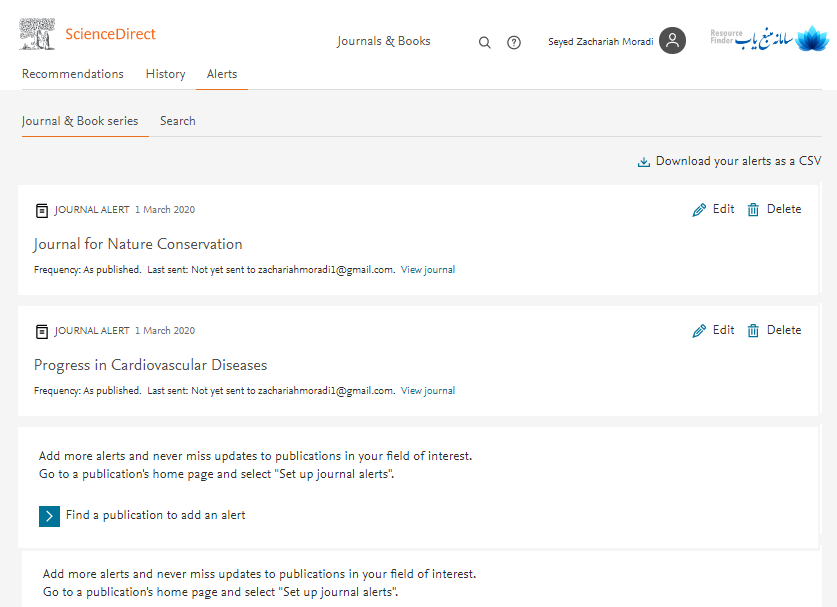 ScienceDirect
Journals & Books
Seyed Zachariah Moradi
Resource
Finder
سامانه منبع یاب
Recommendations History Alerts
Journal & Book series Search
Download your alerts as a CSV
JOURNAL ALERT 1 March 2020
Edit Delete
Journal for Nature Conservation
Frequency: As published. Last sent: Not yet sent to zachariahmoradi1@gmail.com. View journal
JOURNAL ALERT 1 March 2020
Edit Delete
Progress in Cardiovascular Diseases
Frequency: As published. Last sent: Not yet sent to zachariahmoradi1@gmail.com. View journal
Add more alerts and never miss updates to publications in your field of interest.
Go to a publication's home page and select "Set up journal alerts".
Find a publication to add an alert
Add more alerts and never miss updates to publications in your field of interest.
Go to a publication's home page and select "Set up journal alerts".